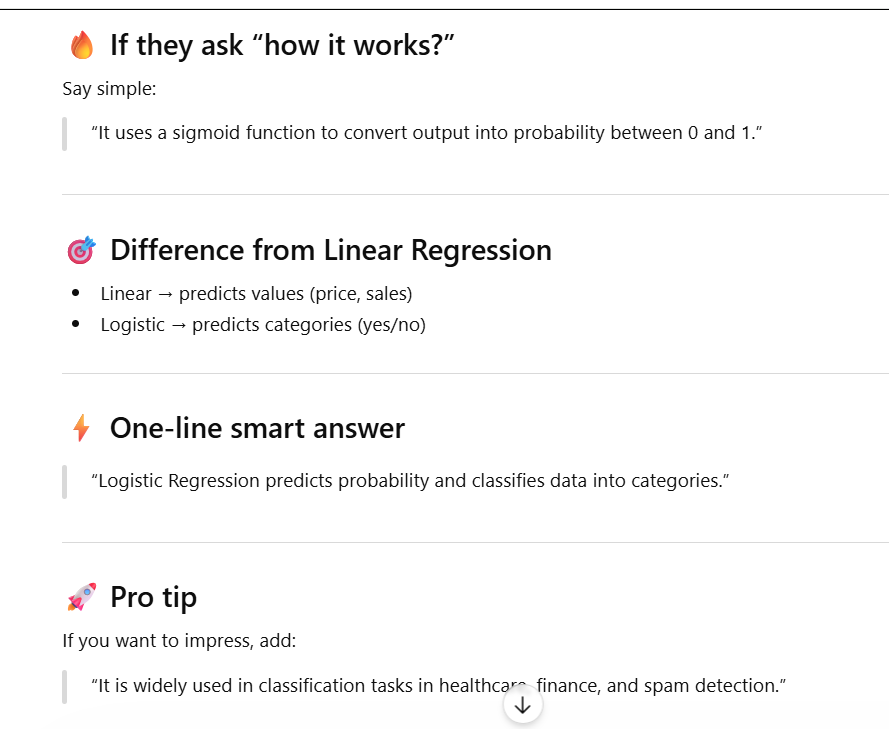 🔥 If they ask “how it works?”
Say simple:
“It uses a sigmoid function to convert output into probability between 0 and 1.”
🎯 Difference from Linear Regression
• Linear → predicts values (price, sales)
• Logistic → predicts categories (yes/no)
⚡ One-line smart answer
“Logistic Regression predicts probability and classifies data into categories.”
🚀 Pro tip
If you want to impress, add:
“It is widely used in classification tasks in healthcare, finance, and spam detection.”